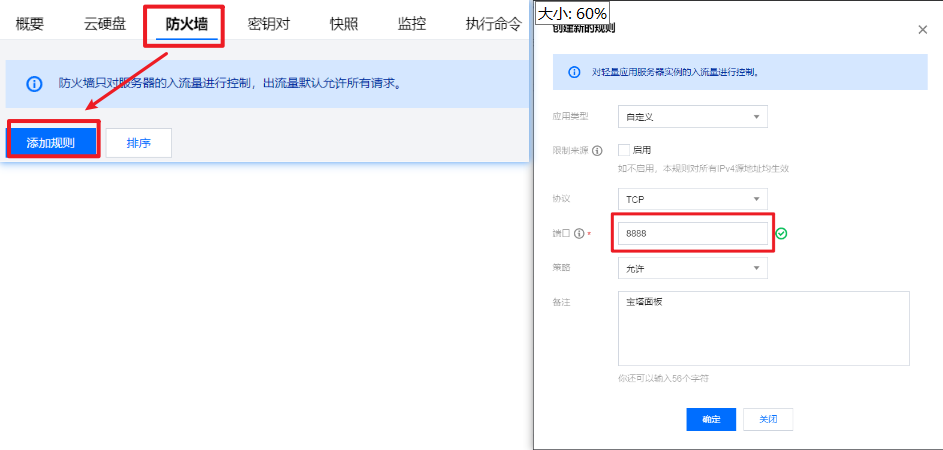 概要 云硬盘 防火墙 密钥对 快照 监控 执行命令
防火墙只对服务器的入流量进行控制，出流量默认允许所有请求。
添加规则 排序
大小: 60%
创建新的规则
对轻量应用服务器实例的入流量进行控制。
应用类型 自定义
限制来源 启用
如不启用，本规则对所有IPv4源地址均生效
协议 TCP
端口 * 8888
策略 允许
备注 宝塔面板
你还可以输入56个字符
确定 关闭